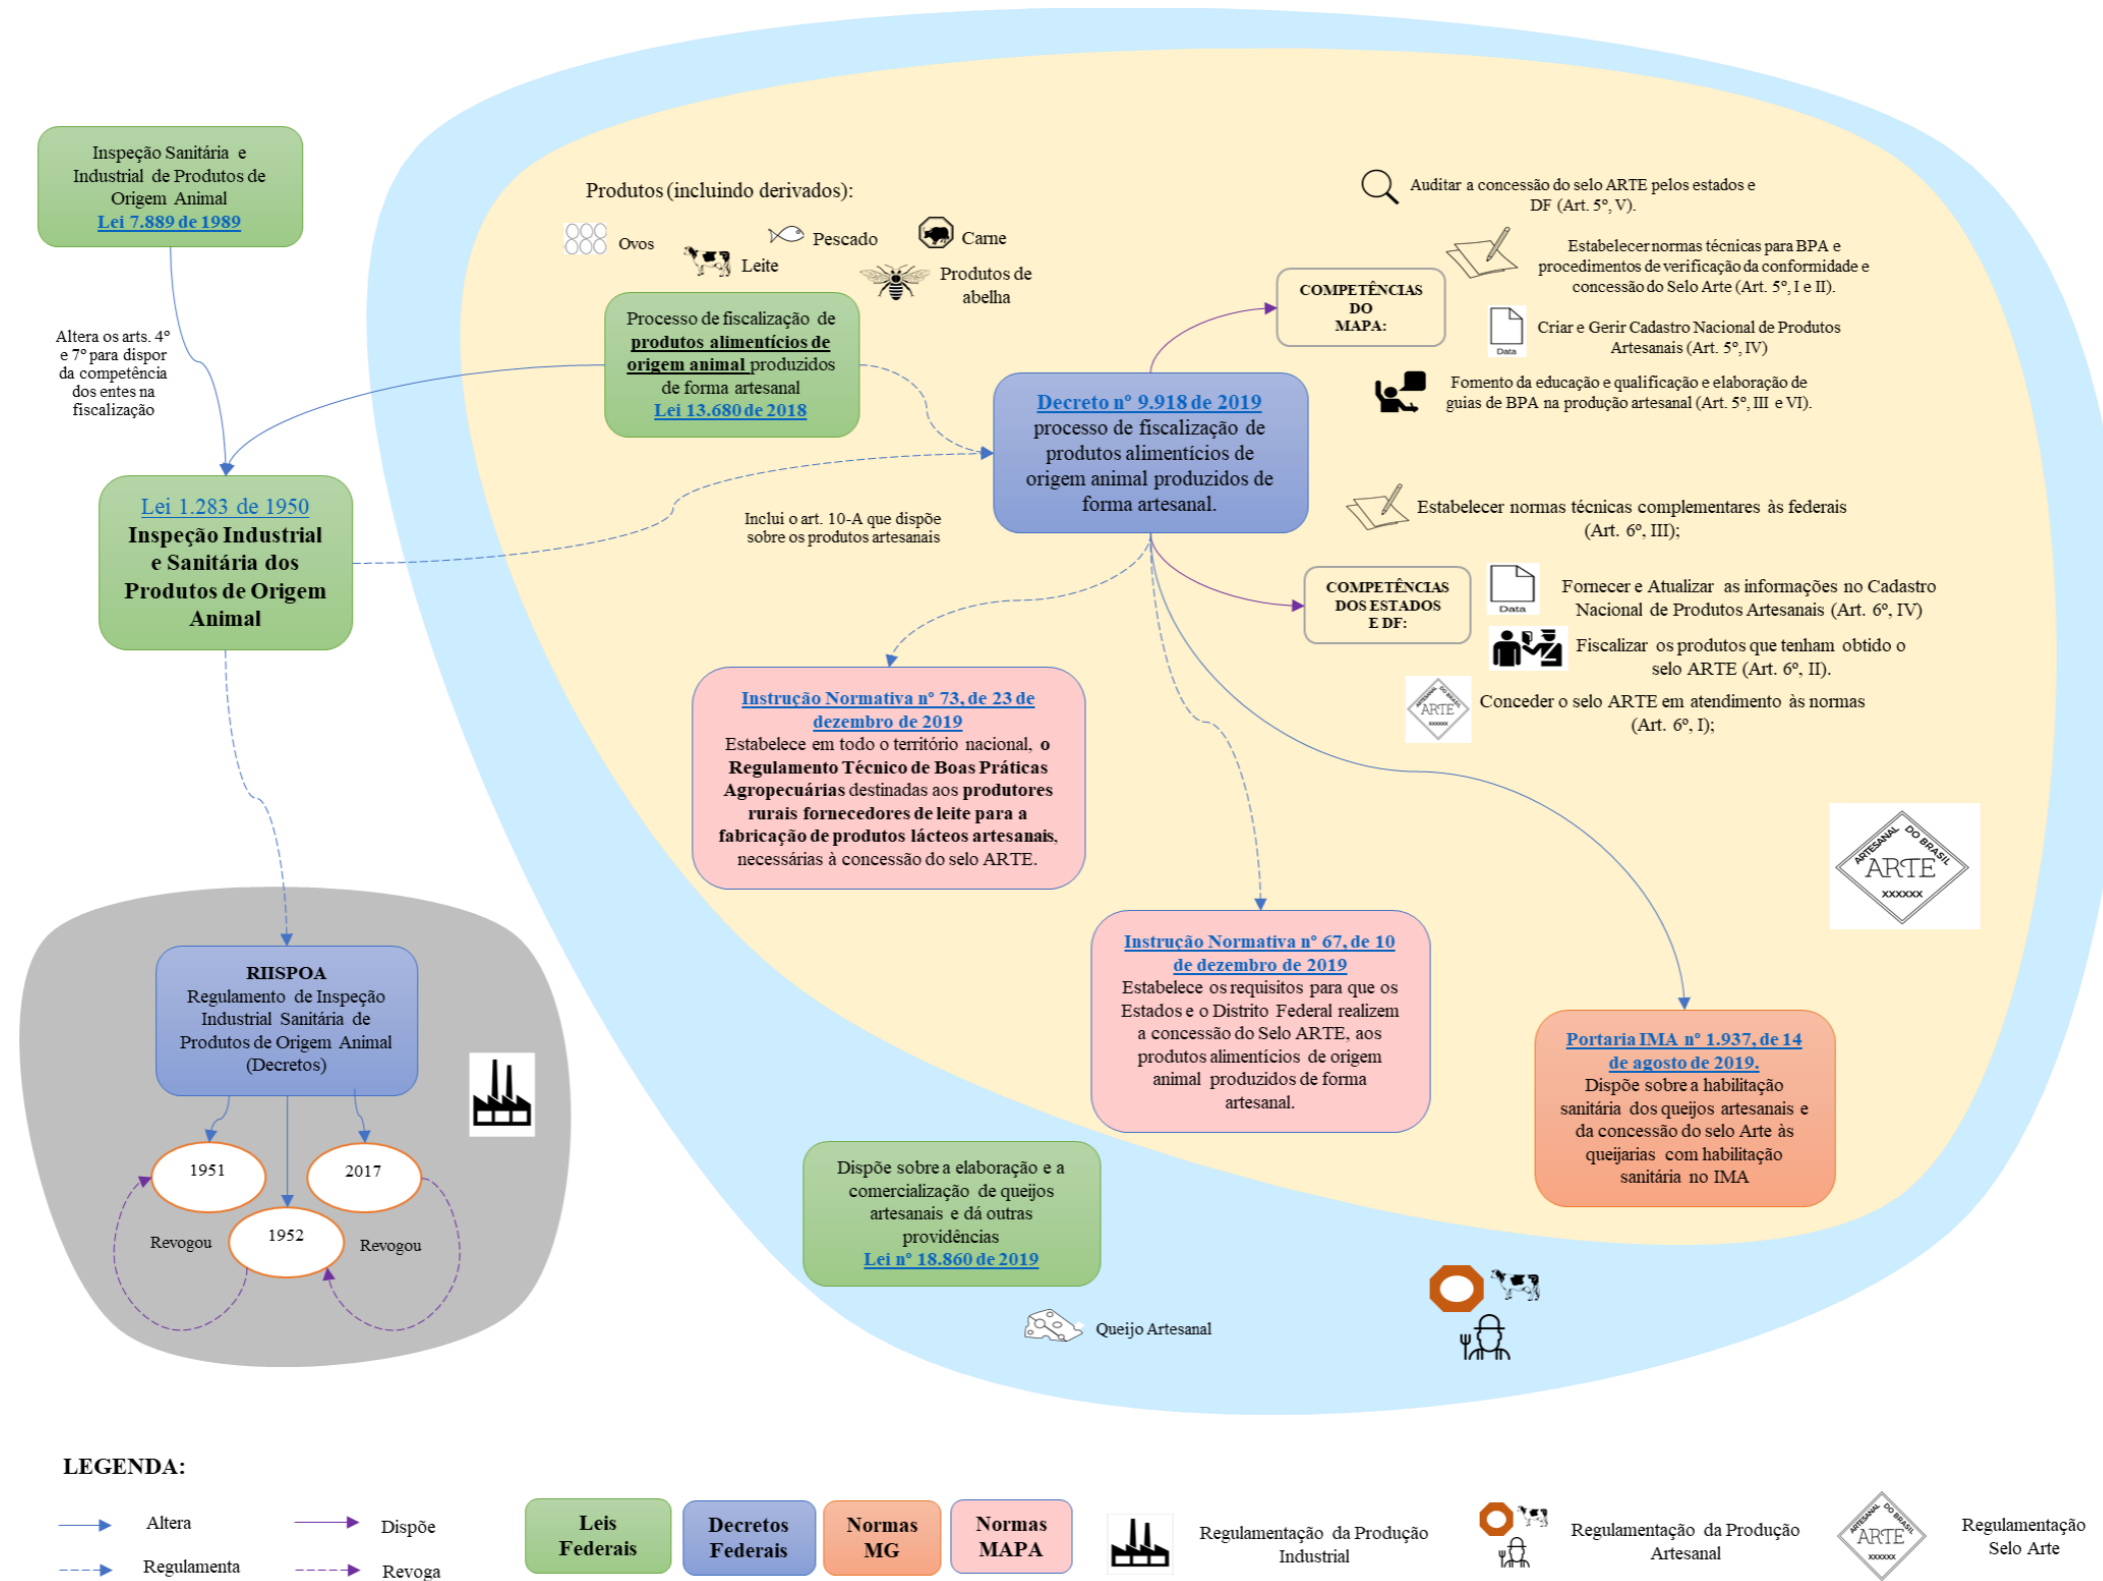 Inspeção Sanitária e
Industrial de Produtos de
Origem Animal
Lei 7.889 de 1989
Altera os arts. 4º
e 7º para dispor
da competência
dos entes na
fiscalização
Lei 1.283 de 1950
Inspeção Industrial
e Sanitária dos
Produtos de Origem
Animal
Produtos (incluindo derivados):
Ovos
Leite
Pescado
Carne
Produtos de
abelha
Processo de fiscalização de
produtos alimentícios de
origem animal produzidos
de forma artesanal
Lei 13.680 de 2018
Inclui o art. 10-A que dispõe
sobre os produtos artesanais
Decreto nº 9.918 de 2019
processo de fiscalização de
produtos alimentícios de
origem animal produzidos de
forma artesanal.
COMPETÊNCIAS
DO
MAPA:
Auditar a concessão do selo ARTE pelos estados e
DF (Art. 5º, V).
Estabelecer normas técnicas para BPA e
procedimentos de verificação da conformidade e
concessão do Selo Arte (Art. 5º, I e II).
Data
Criar e Gerir Cadastro Nacional de Produtos
Artesanais (Art. 5º, IV)
Fomento da educação e qualificação e elaboração de
guias de BPA na produção artesanal (Art. 5º, III e VI).
COMPETÊNCIAS
DOS ESTADOS
E DF:
Estabelecer normas técnicas complementares às federais
(Art. 6º, III);
Data
Fornecer e Atualizar as informações no Cadastro
Nacional de Produtos Artesanais (Art. 6º, IV)
Fiscalizar os produtos que tenham obtido o
selo ARTE (Art. 6º, II).
ARTESANAL DO BRASIL
ARTE
xxxxxx
Conceder o selo ARTE em atendimento às normas
(Art. 6º, I);
Instrução Normativa nº 73, de 23 de
dezembro de 2019
Estabelece em todo o território nacional, o
Regulamento Técnico de Boas Práticas
Agropecuárias destinadas aos produtores
rurais fornecedores de leite para a
fabricação de produtos lácteos artesanais,
necessárias à concessão do selo ARTE.
Instrução Normativa nº 67, de 10
de dezembro de 2019
Estabelece os requisitos para que os
Estados e o Distrito Federal realizem
a concessão do Selo ARTE, aos
produtos alimentícios de origem
animal produzidos de forma
artesanal.
ARTESANAL DO BRASIL
ARTE
xxxxxx
Portaria IMA nº 1.937, de 14
de agosto de 2019.
Dispõe sobre a habilitação
sanitária dos queijos artesanais e
da concessão do selo Arte às
queijarias com habilitação
sanitária no IMA
RIISPOA
Regulamento de Inspeção
Industrial Sanitária de
Produtos de Origem Animal
(Decretos)
1951
2017
1952
Revogou
Revogou
Dispõe sobre a elaboração e a
comercialização de queijos
artesanais e dá outras
providências
Lei nº 18.860 de 2019
Queijo Artesanal
LEGENDA:
Altera
Regulamenta
Dispõe
Revoga
Leis
Federais
Decretos
Federais
Normas
MG
Normas
MAPA
Regulamentação da Produção
Industrial
Regulamentação da Produção
Artesanal
ARTESANAL DO BRASIL
ARTE
xxxxxx
Regulamentação
Selo Arte